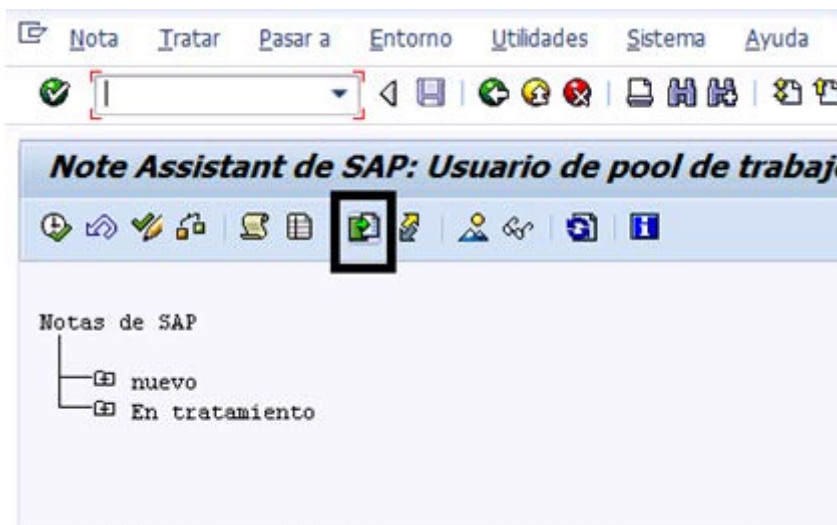 Nota Tratar Pasar a Entorno Utilidades Sistema Ayuda
Note Assistant de SAP: Usuario de pool de trabaj
Notas de SAP
nuevo
En tratamiento